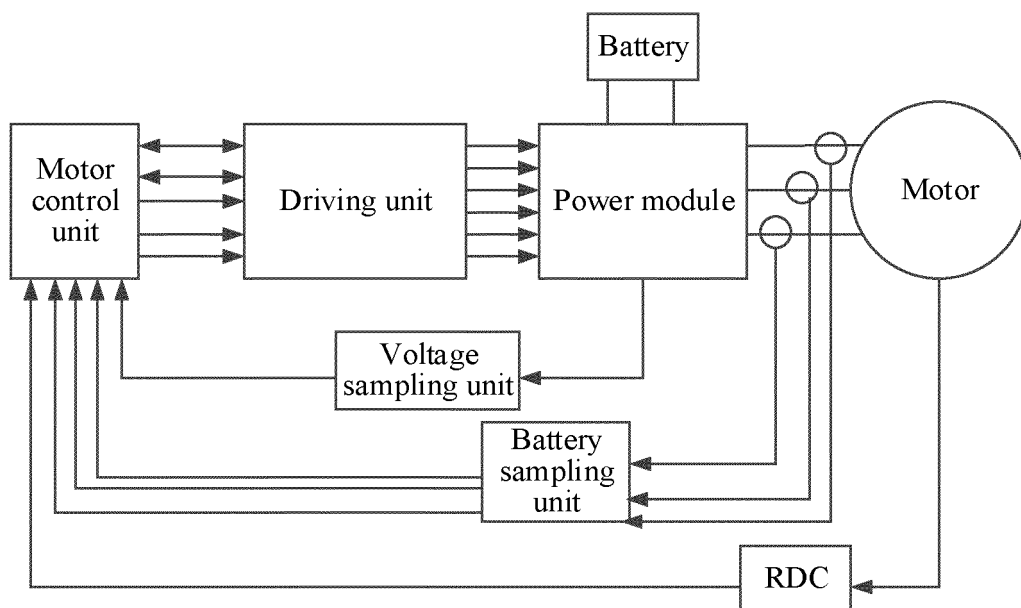 Battery
Motor
control
unit
Driving unit
Power module
Motor
Voltage
sampling unit
Battery
sampling
unit
RDC